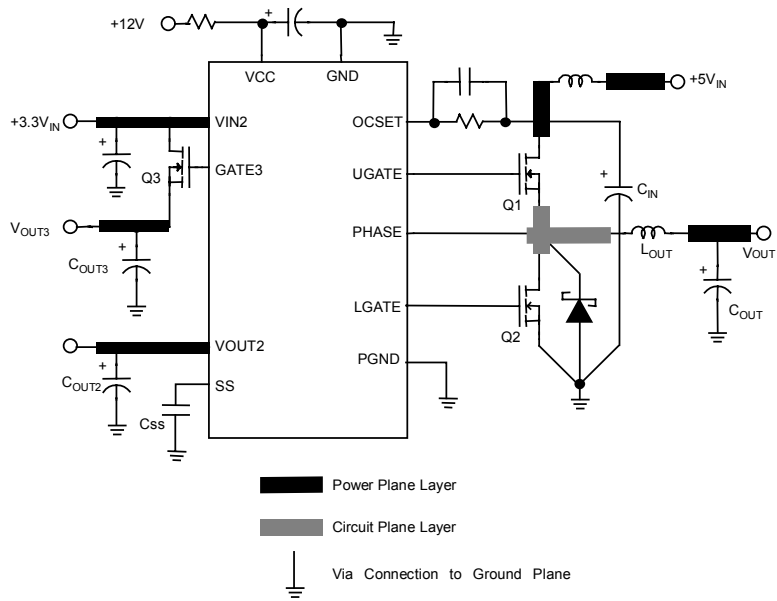 +12V
VCC
GND
+5VIN
+3.3VIN
VIN2
OCSET
Q3
GATE3
UGATE
Q1
CIN
VOUT3
PHASE
LOUT
VOUT
COUT3
LGATE
Q2
COUT
VOUT2
PGND
COUT2
SS
Css
Power Plane Layer
Circuit Plane Layer
Via Connection to Ground Plane